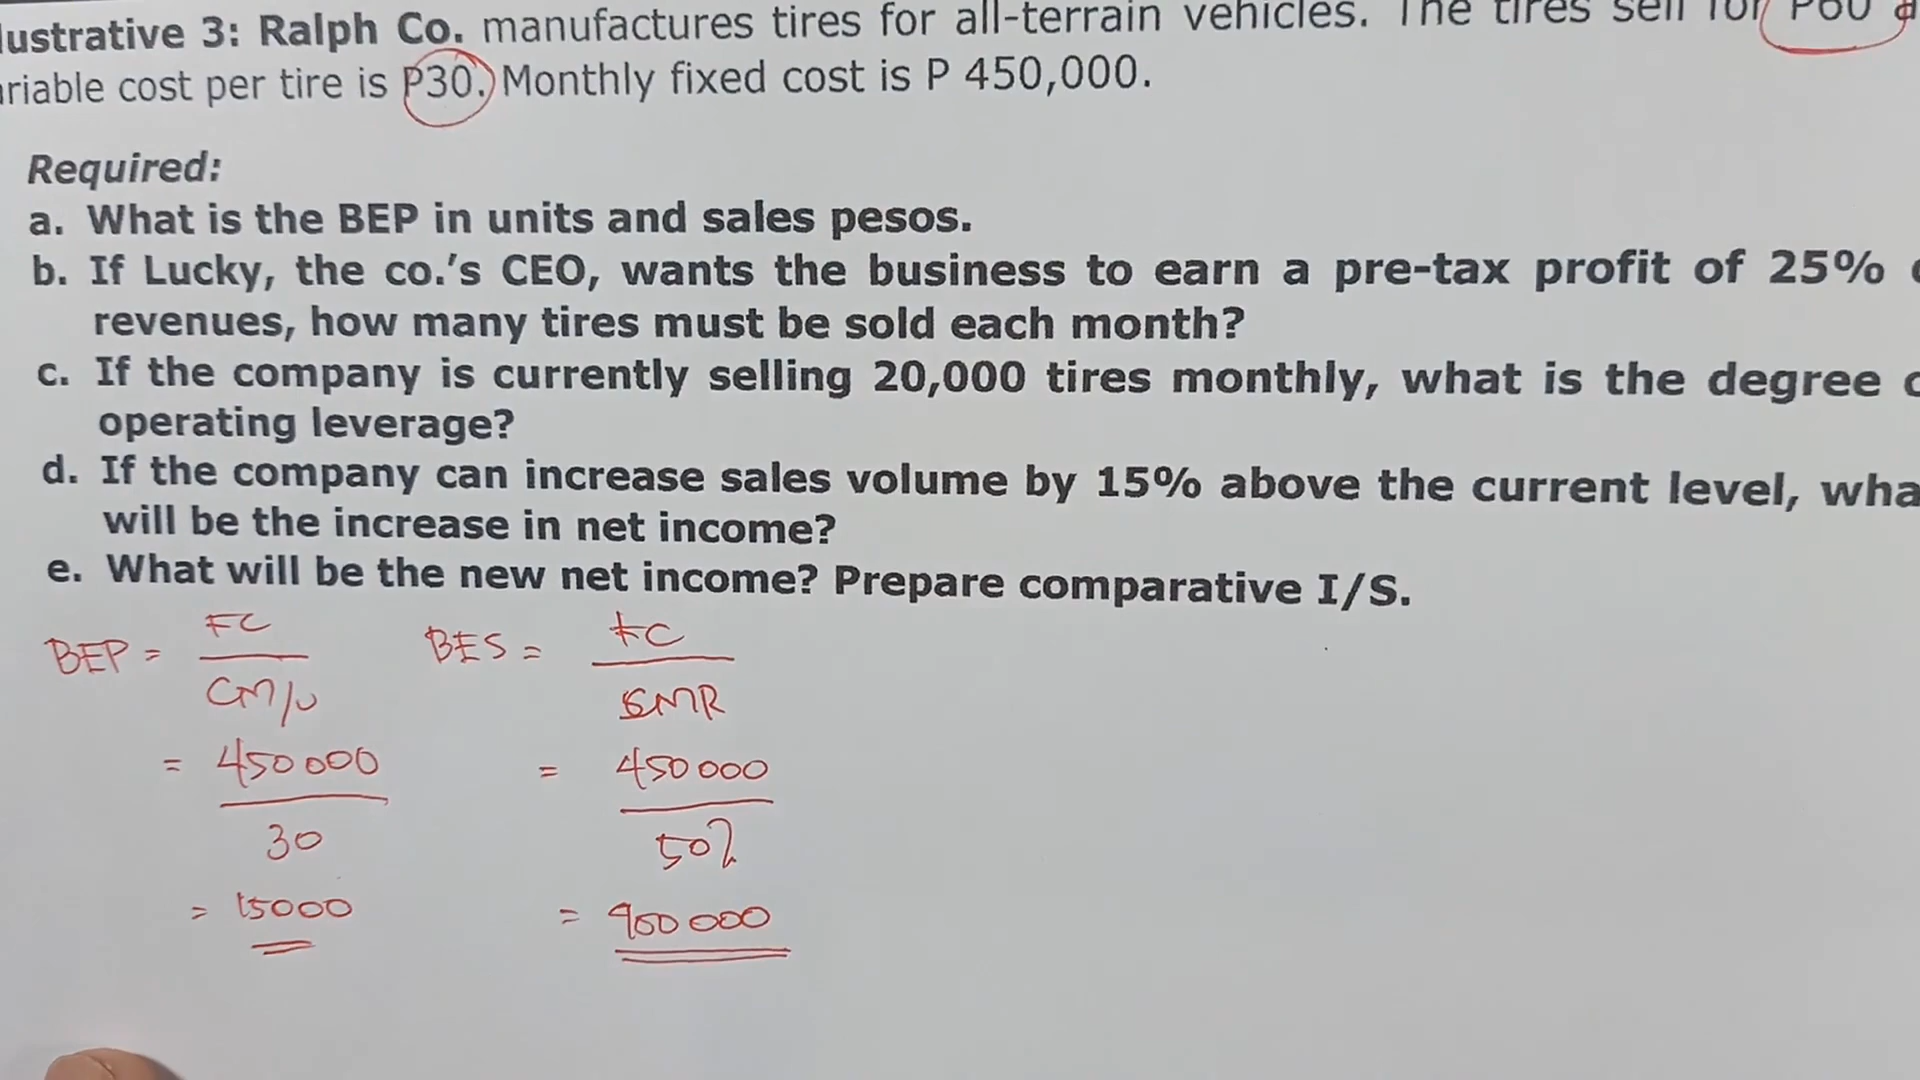 lustrative 3: Ralph Co. manufactures tires for all-terrain vehicles. The tires sell for P60 a
riable cost per tire is P30. Monthly fixed cost is P 450,000.
Required:
a. What is the BEP in units and sales pesos.
b. If Lucky, the co.'s CEO, wants the business to earn a pre-tax profit of 25%
revenues, how many tires must be sold each month?
c. If the company is currently selling 20,000 tires monthly, what is the degree o
operating leverage?
d. If the company can increase sales volume by 15% above the current level, wha
will be the increase in net income?
e. What will be the new net income? Prepare comparative I/S.
BEP = FC BES = FC
CM/U CMR
= 450000 = 450000
30 50%
= 15000 = 900000